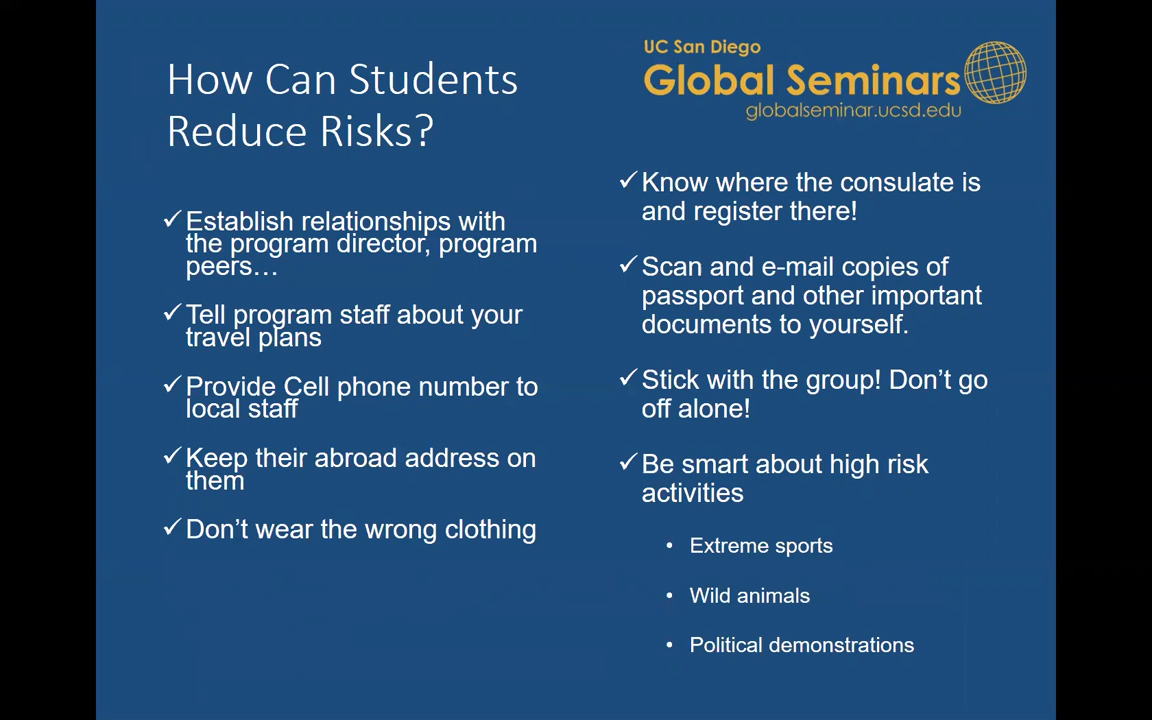 How Can Students
Reduce Risks?
UC San Diego
Global Seminars
globalseminar.ucsd.edu
✓Establish relationships with
the program director, program
peers…
✓Tell program staff about your
travel plans
✓Provide Cell phone number to
local staff
✓Keep their abroad address on
them
✓Don’t wear the wrong clothing
✓Know where the consulate is
and register there!
✓Scan and e-mail copies of
passport and other important
documents to yourself.
✓Stick with the group! Don’t go
off alone!
✓Be smart about high risk
activities
• Extreme sports
• Wild animals
• Political demonstrations